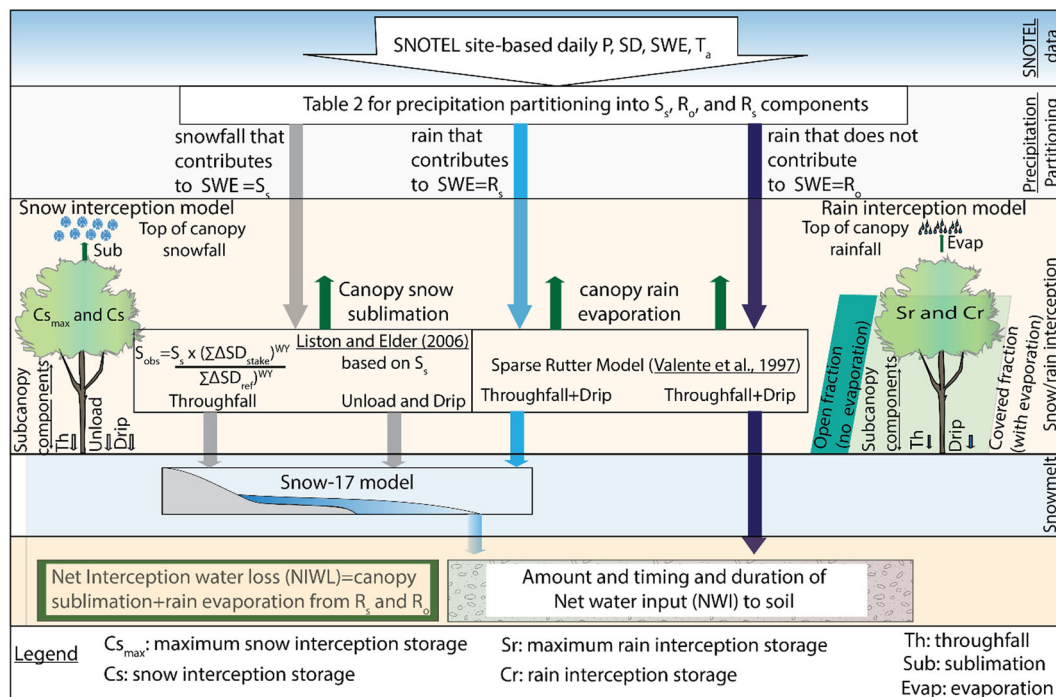 SNOTEL site-based daily P, SD, SWE, Ta
SNOTEL
data
Table 2 for precipitation partitioning into Ss, Ro, and Rs components
Precipitation
Partitioning
snowfall that
contributes
to SWE =Ss
rain that
contributes
to SWE=Rs
rain that does not
contribute
to SWE=Ro
Snow interception model
Top of canopy
snowfall
Sub
Csmax and Cs
Subcanopy
components
Th
Unload
Drip
Canopy snow
sublimation
canopy rain
evaporation
Sobs=Ss x (∑ΔSDstake)WY
∑ΔSDref)WY
Throughfall
Liston and Elder (2006)
based on Ss
Unload and Drip
Sparse Rutter Model (Valente et al., 1997)
Throughfall+Drip
Throughfall+Drip
Rain interception model
Top of canopy
rainfall
Evap
Sr and Cr
Open fraction
(no evaporation)
Subcanopy
components
Th
Drip
Covered fraction
(with evaporation)
Snow/rain interception
Snow-17 model
Snowmelt
Net Interception water loss (NIWL)=canopy
sublimation+rain evaporation from Rs and Ro
Amount and timing and duration of
Net water input (NWI) to soil
Legend
Csmax: maximum snow interception storage
Cs: snow interception storage
Sr: maximum rain interception storage
Cr: rain interception storage
Th: throughfall
Sub: sublimation
Evap: evaporation